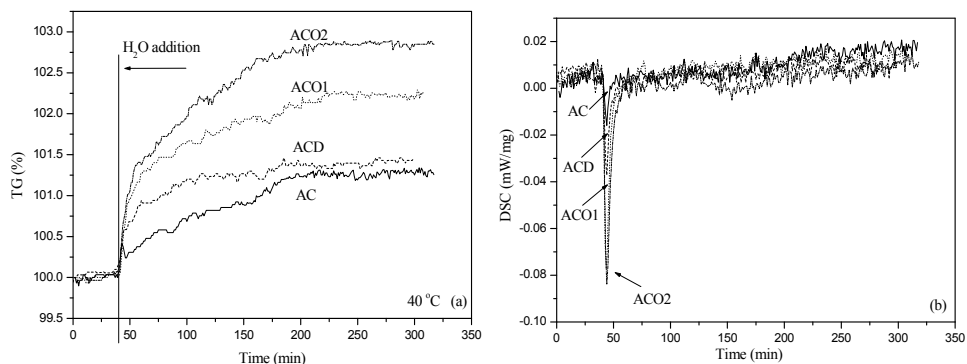 103.0
102.5
102.0
101.5
101.0
100.5
100.0
99.5
TG (%)
H₂O addition
ACO2
ACO1
ACD
AC
40 °C (a)
0 50 100 150 200 250 300 350
Time (min)
0.02
0.00
-0.02
-0.04
-0.06
-0.08
-0.10
DSC (mW/mg)
AC
ACD
ACO1
ACO2
(b)
0 50 100 150 200 250 300 350
Time (min)